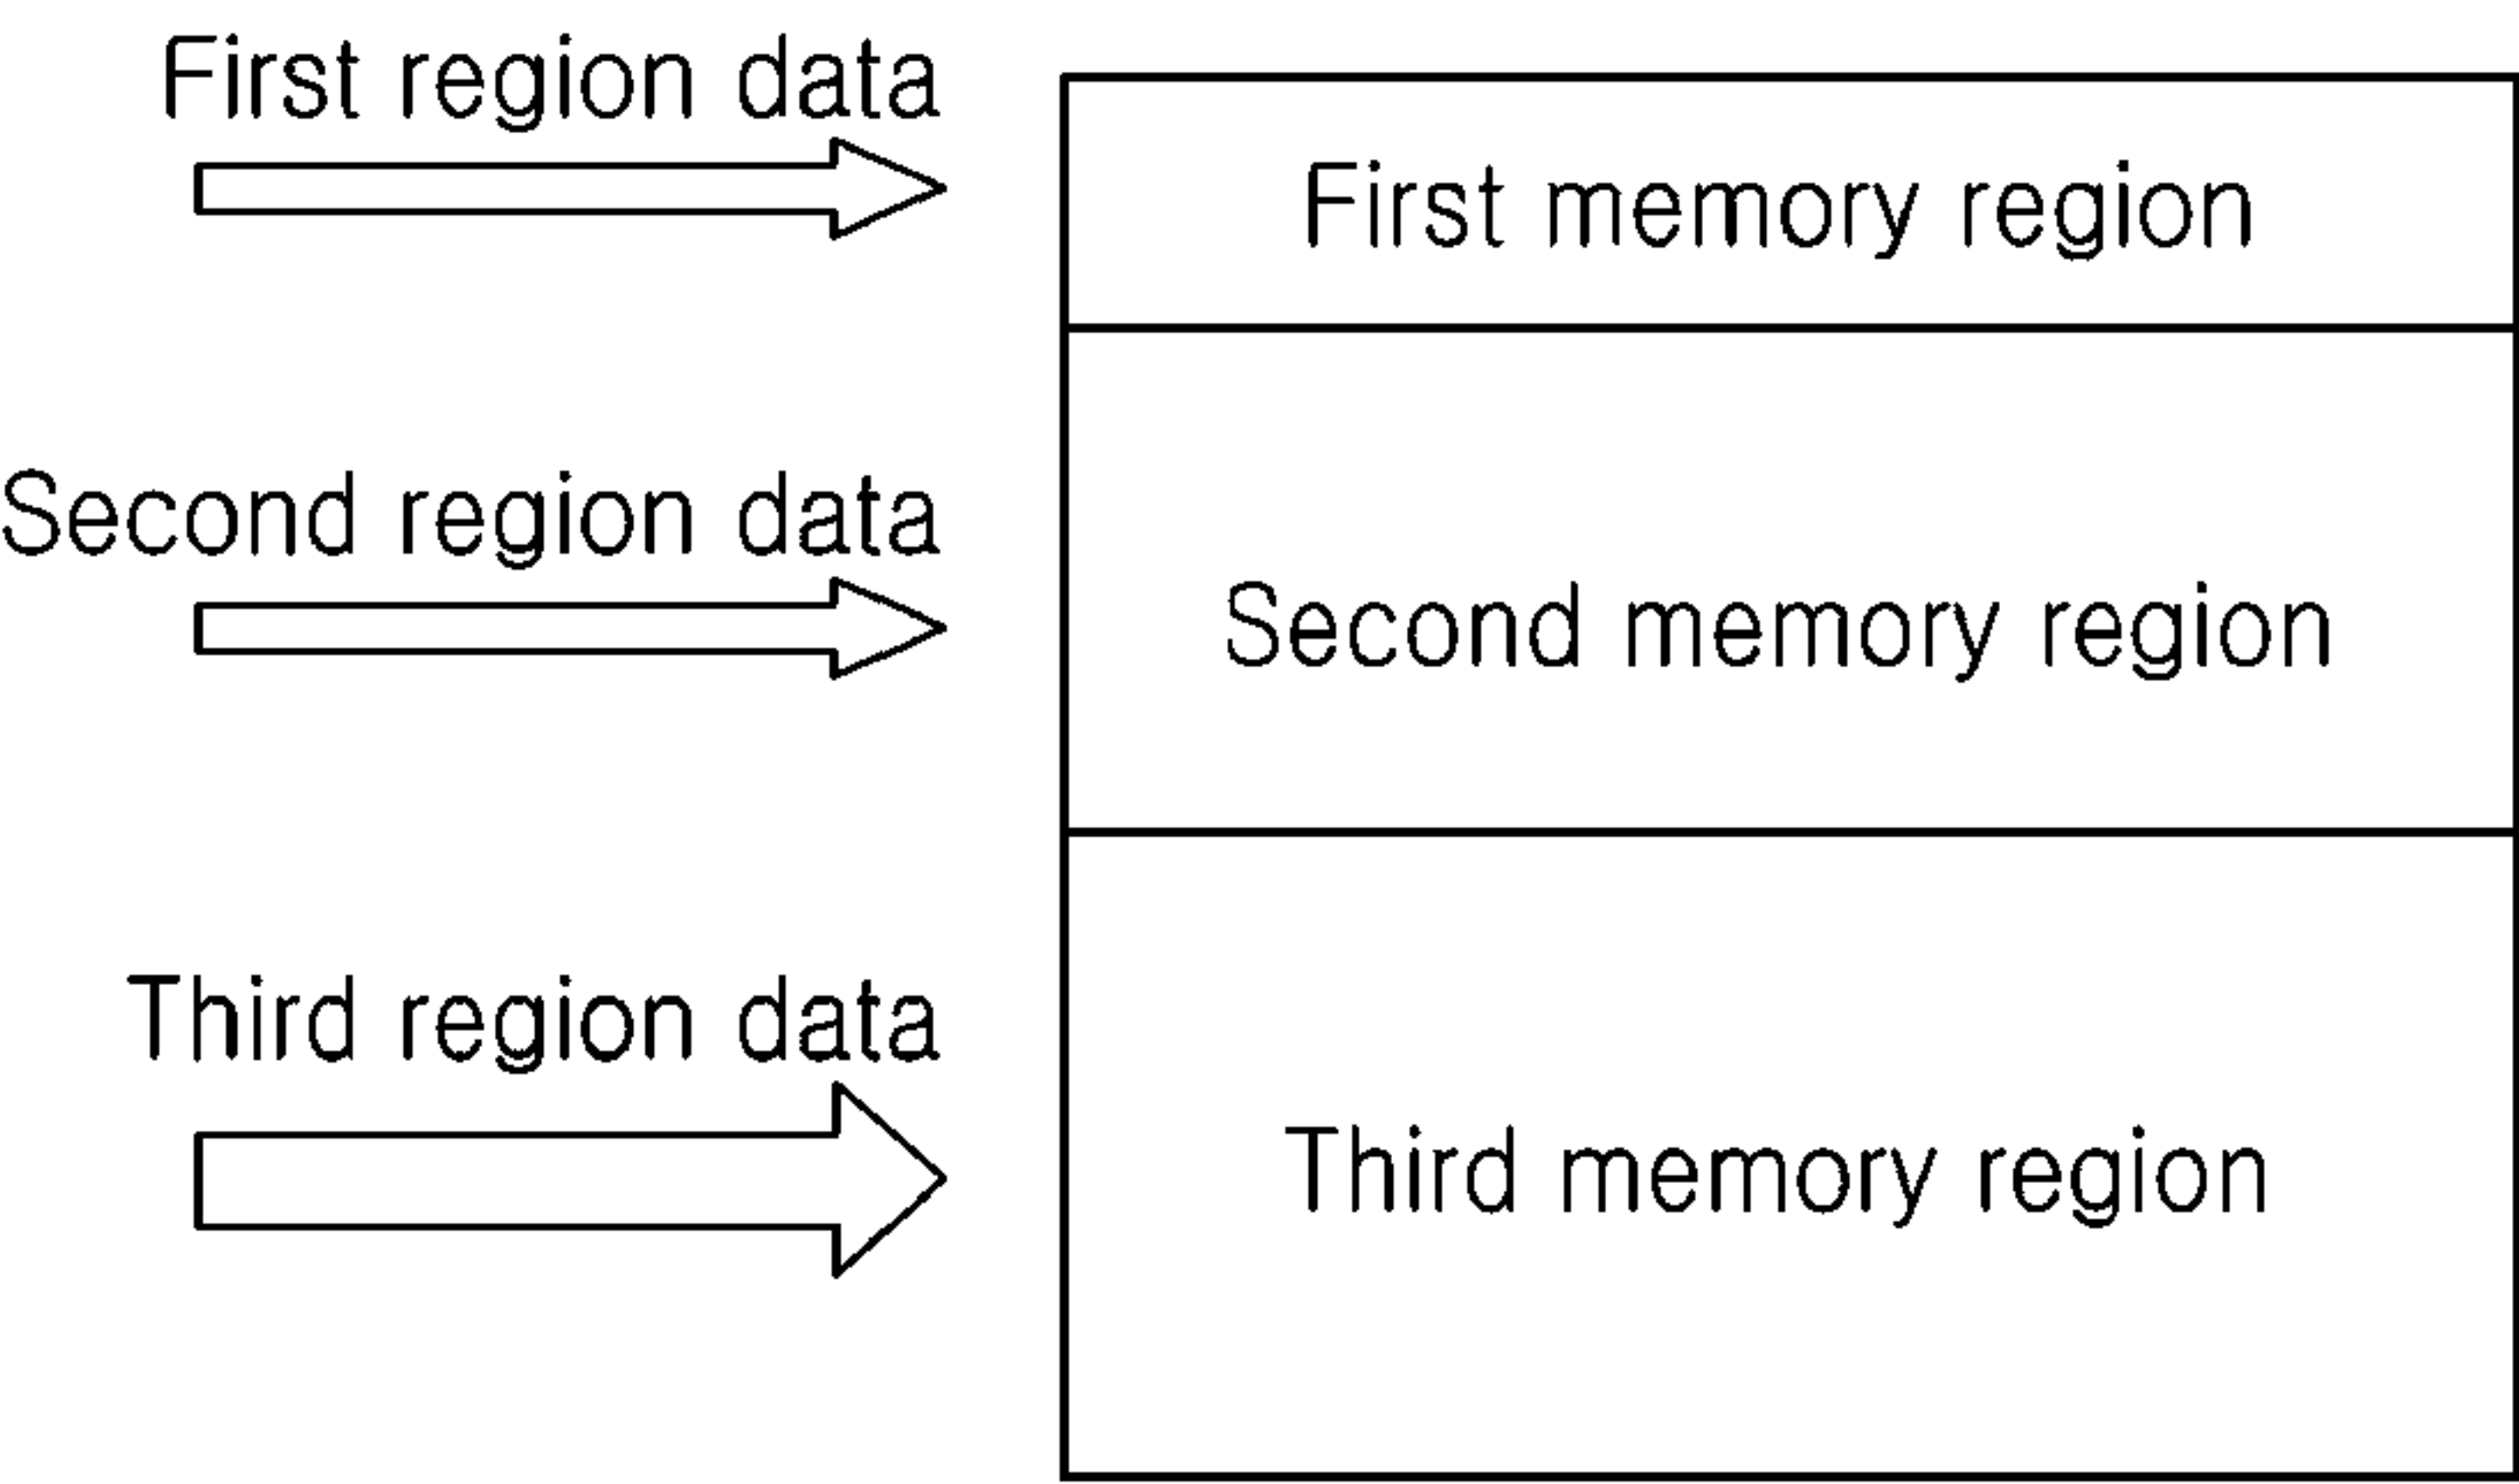 First region data
First memory region
Second region data
Second memory region
Third region data
Third memory region